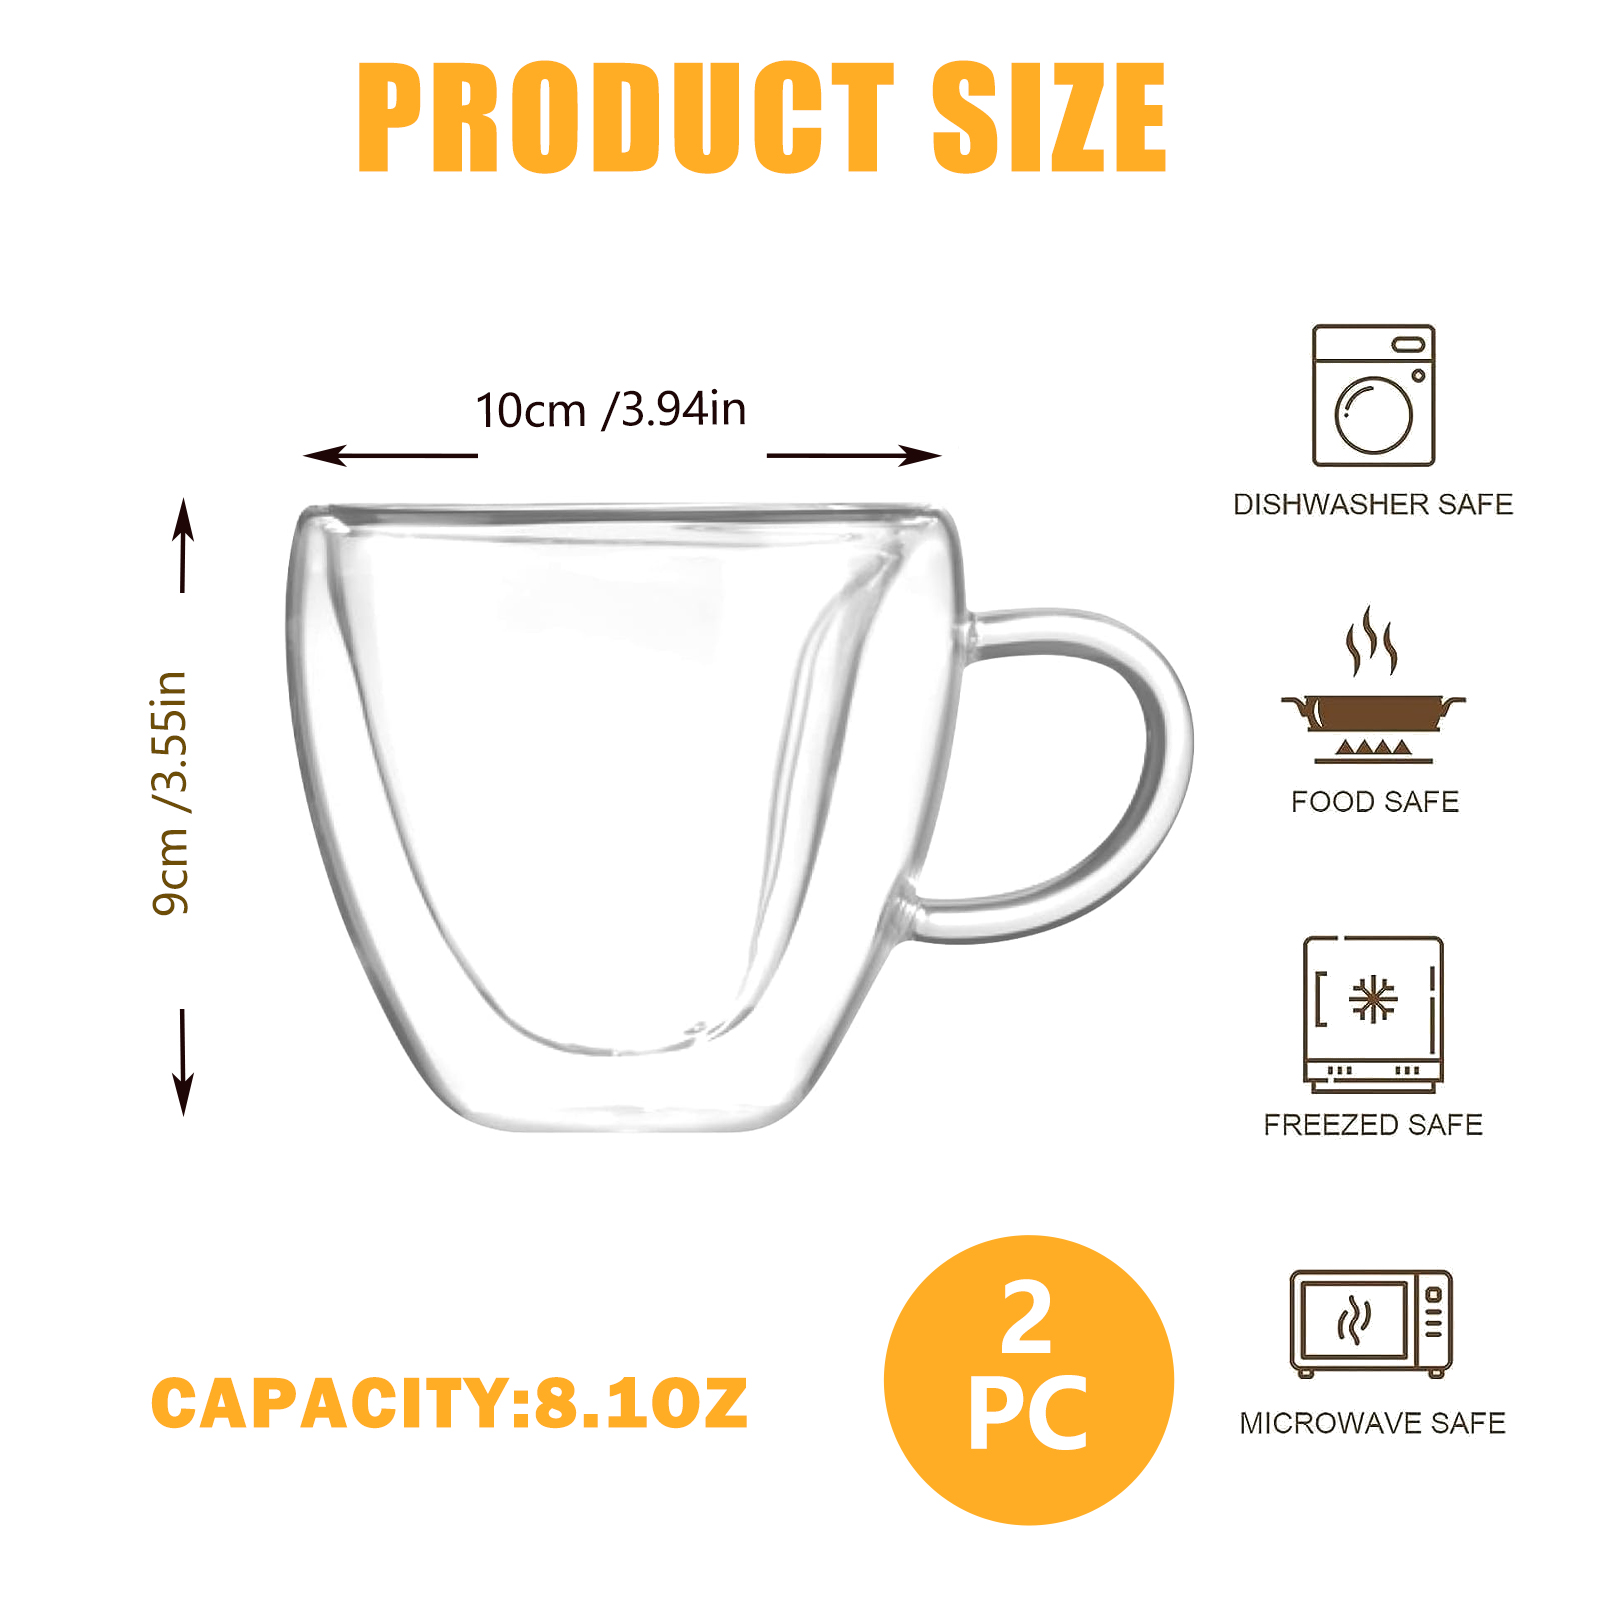 PRODUCT SIZE
10cm /3.94in
9cm /3.55in
DISHWASHER SAFE
FOOD SAFE
FREEZED SAFE
MICROWAVE SAFE
CAPACITY:8.1OZ
2
PC